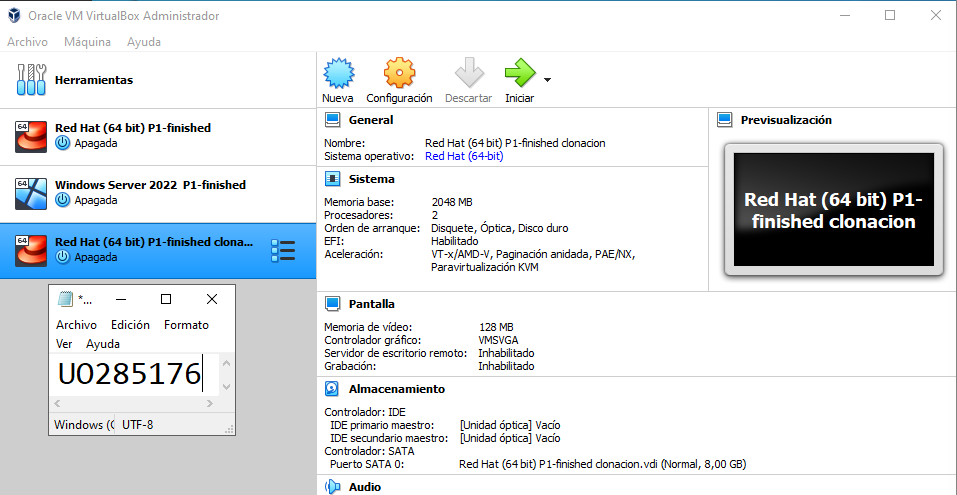 Oracle VM VirtualBox Administrador
Archivo Máquina Ayuda
Herramientas
64 Red Hat (64 bit) P1-finished
Apagada
64 Windows Server 2022 P1-finished
Apagada
64 Red Hat (64 bit) P1-finished clona...
Apagada
*...
Archivo Edición Formato
Ver Ayuda
UO285176
Windows (C UTF-8
Nueva Configuración Descartar Iniciar
General
Nombre: Red Hat (64 bit) P1-finished clonacion
Sistema operativo: Red Hat (64-bit)
Sistema
Memoria base: 2048 MB
Procesadores: 2
Orden de arranque: Disquete, Óptica, Disco duro
EFI: Habilitado
Aceleración: VT-x/AMD-V, Paginación anidada, PAE/NX,
Paravirtualización KVM
Previsualización
Red Hat (64 bit) P1-
finished clonacion
Pantalla
Memoria de vídeo: 128 MB
Controlador gráfico: VMSVGA
Servidor de escritorio remoto: Inhabilitado
Grabación: Inhabilitado
Almacenamiento
Controlador: IDE
IDE primario maestro: [Unidad óptica] Vacío
IDE secundario maestro: [Unidad óptica] Vacío
Controlador: SATA
Puerto SATA 0: Red Hat (64 bit) P1-finished clonacion.vdi (Normal, 8,00 GB)
Audio